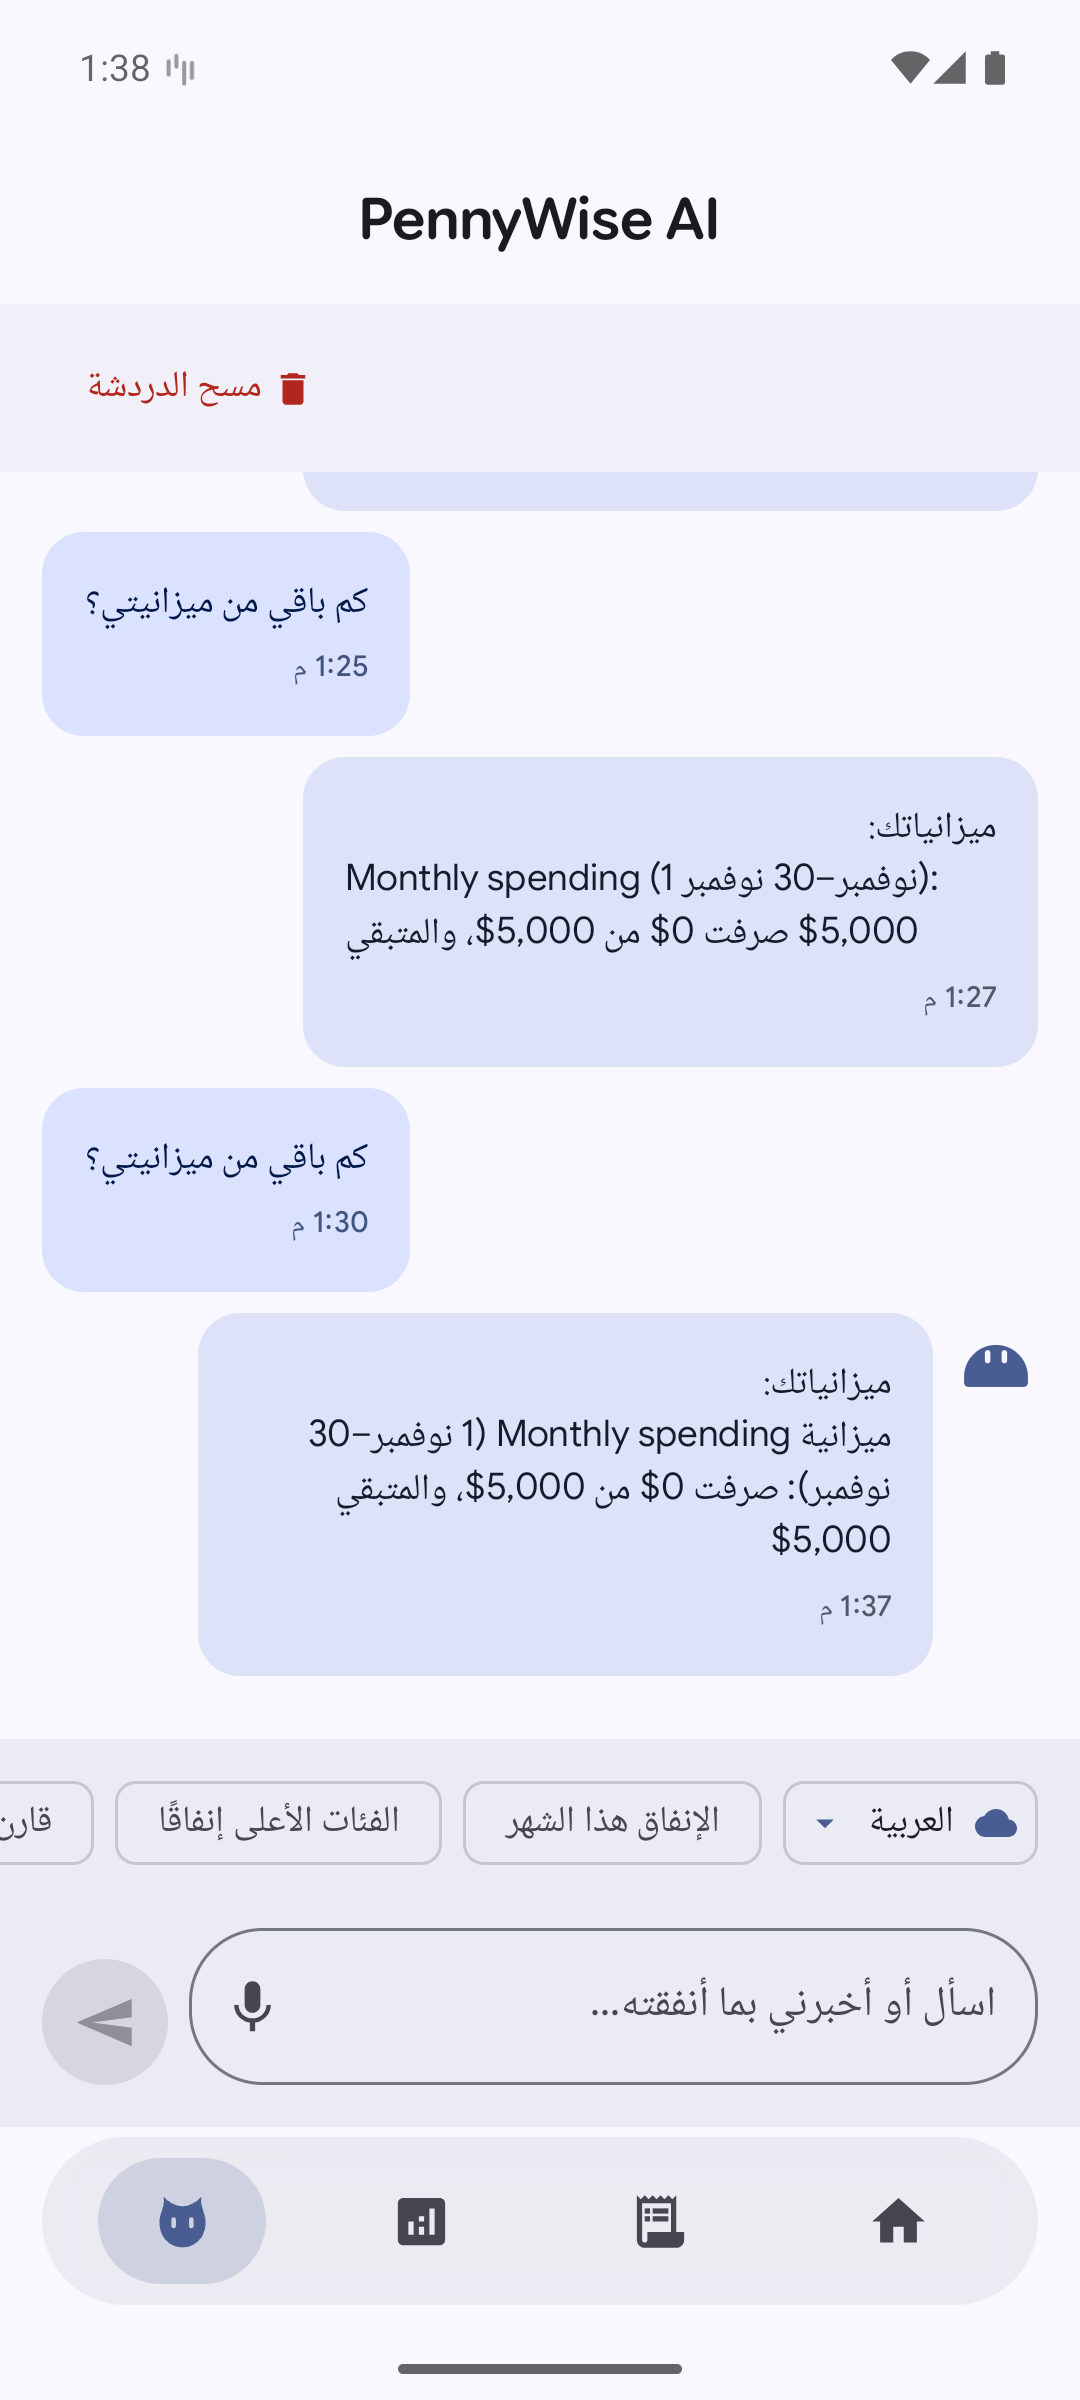 1:38
PennyWise AI
مسح الدردشة
كم باقي من ميزانيتي؟
1:25 م
ميزانياتك:
Monthly spending (1 نوفمبر–30 نوفمبر):
صرفت $0 من $5,000، والمتبقي $5,000
1:27 م
كم باقي من ميزانيتي؟
1:30 م
ميزانياتك:
ميزانية Monthly spending (1 نوفمبر–30
نوفمبر): صرفت $0 من $5,000، والمتبقي
$5,000
1:37 م
العربية
الإنفاق هذا الشهر
الفئات الأعلى إنفاقًا
قارن
اسأل أو أخبرني بما أنفقته...